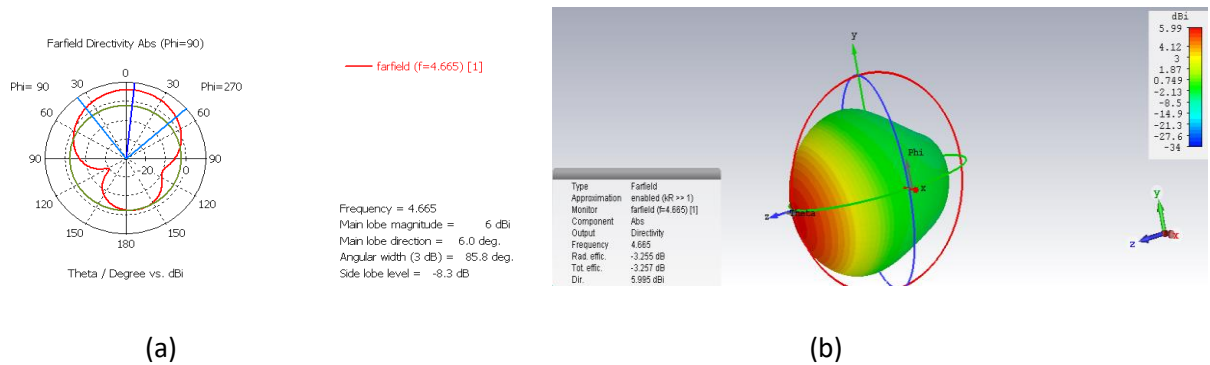 Farfield Directivity Abs (Phi=90)
0
Phi= 90
30
30
Phi=270
60
60
90
-20
0
90
120
120
150
150
180
Theta / Degree vs. dBi
farfield (f=4.665) [1]
Frequency = 4.665
Main lobe magnitude = 6 dBi
Main lobe direction = 6.0 deg.
Angular width (3 dB) = 85.8 deg.
Side lobe level = -8.3 dB
(a)
y
Phi
x
z
Theta
Type Farfield
Approximation enabled (kR >> 1)
Monitor farfield (f=4.665) [1]
Component Abs
Output Directivity
Frequency 4.665
Rad. effic. -3.255 dB
Tot. effic. -3.257 dB
Dir. 5.995 dBi
dBi
5.99
4.12
3
1.87
0.749
-2.13
-8.5
-14.9
-21.3
-27.6
-34
y
z
x
(b)